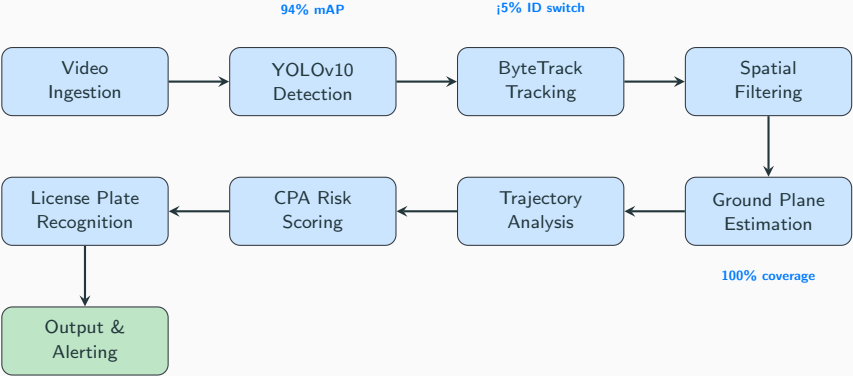 94% mAP
<5% ID switch
Video
Ingestion
YOLOv10
Detection
ByteTrack
Tracking
Spatial
Filtering
License Plate
Recognition
CPA Risk
Scoring
Trajectory
Analysis
Ground Plane
Estimation
100% coverage
Output &
Alerting